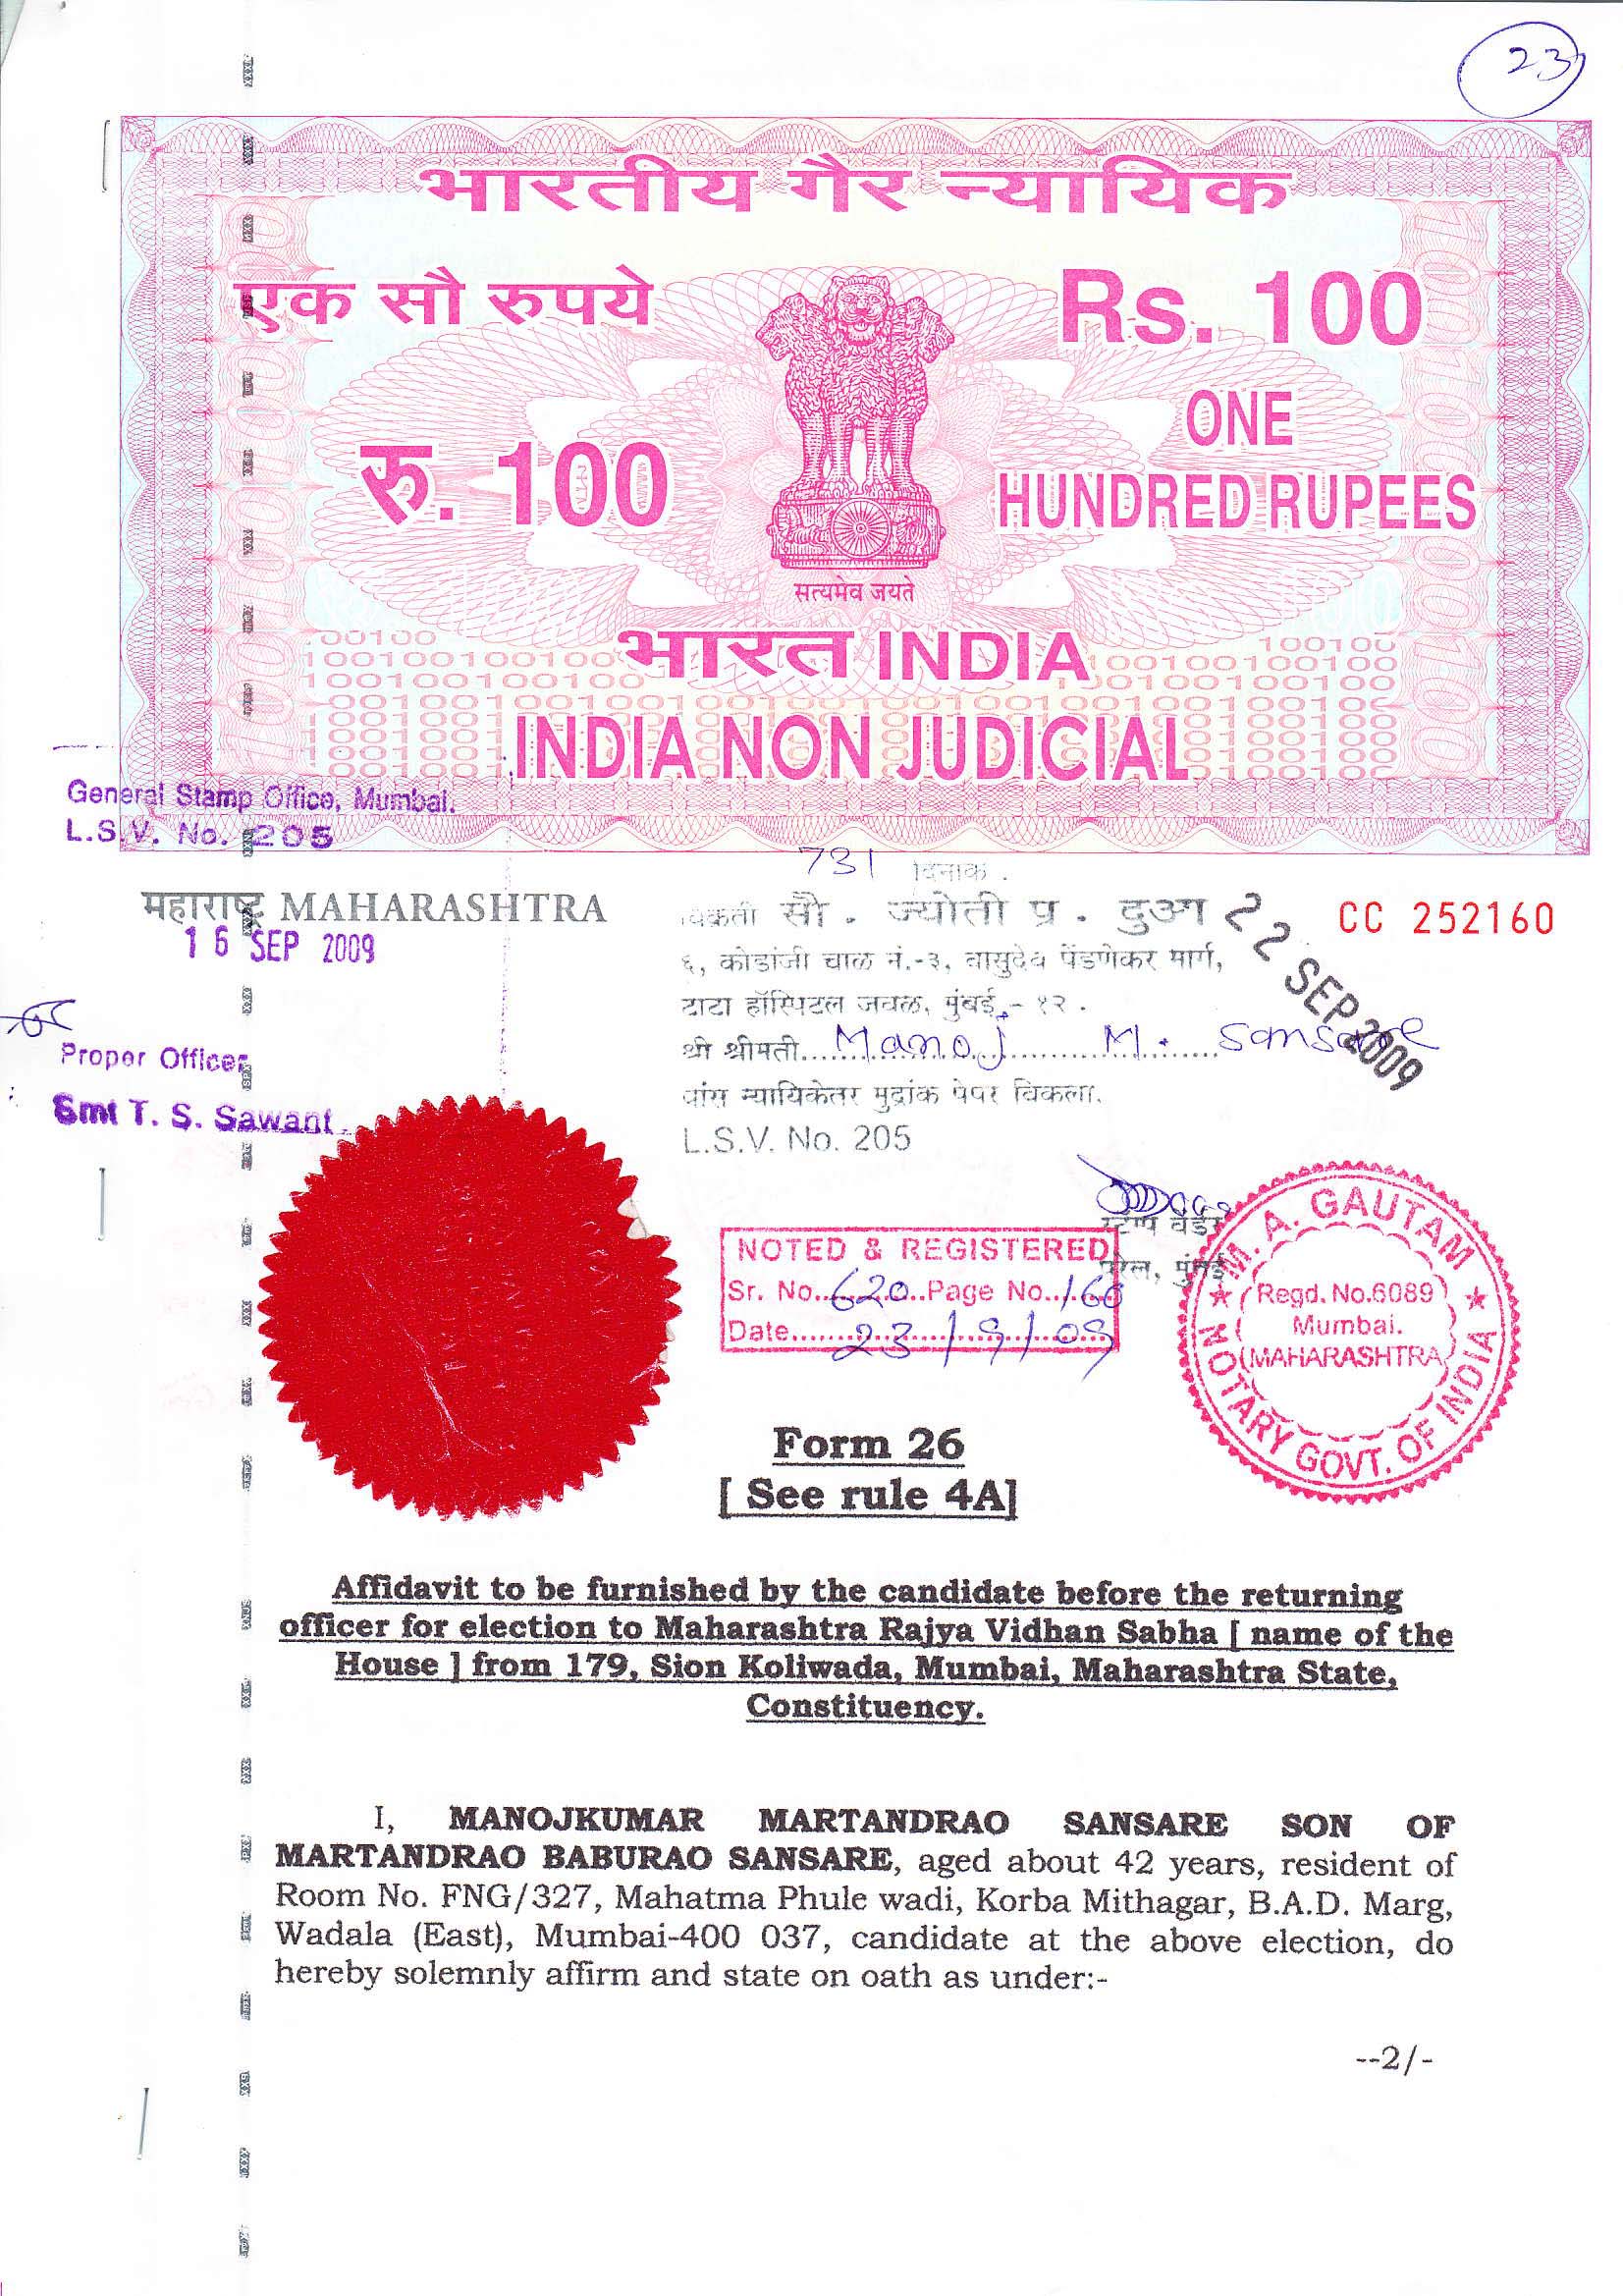 23
भारतीय गैर न्यायिक
एक सौ रुपये
Rs. 100
रु. 100
ONE
HUNDRED RUPEES
सत्यमेव जयते
भारत INDIA
INDIA NON JUDICIAL
General Stamp Office, Mumbai.
L.S.V. No. 205
महाराष्ट्र MAHARASHTRA
16 SEP 2009
Proper Officer
Smt T. S. Sawant
731 दिनांक .
विक्रेती सौ . ज्योती प्र . दुआ
22 SEP 2009
CC 252160
६, कोंडाजी चाळ नं.-३, वासुदेव पेडणेकर मार्ग,
टाटा हॉस्पिटल जवळ, मुंबई - १२ .
श्री श्रीमती..Manoj M. Sansare
यांस न्यायिकेतर मुद्रांक पेपर विकला.
L.S.V. No. 205
स्टॅंप वेंडर
परेल, मुंबई
NOTED & REGISTERED
Sr. No. 620 Page No. 160
Date 23/9/09
M. A. GAUTAM
Regd. No.6089
Mumbai.
MAHARASHTRA
NOTARY GOVT. OF INDIA
Form 26
[ See rule 4A]
Affidavit to be furnished by the candidate before the returning
officer for election to Maharashtra Rajya Vidhan Sabha [ name of the
House ] from 179, Sion Koliwada, Mumbai, Maharashtra State,
Constituency.
I, MANOJKUMAR MARTANDRAO SANSARE SON OF
MARTANDRAO BABURAO SANSARE, aged about 42 years, resident of
Room No. FNG/327, Mahatma Phule wadi, Korba Mithagar, B.A.D. Marg,
Wadala (East), Mumbai-400 037, candidate at the above election, do
hereby solemnly affirm and state on oath as under:-
--2/-